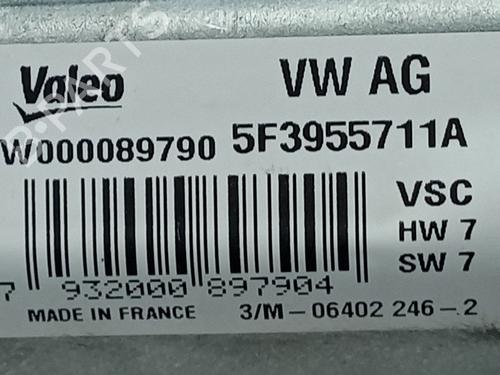 Valeo VW AG
W000089790 5F3955711A
VSC
HW 7
SW 7
7 932000 897904
MADE IN FRANCE 3/M-06402 246-2